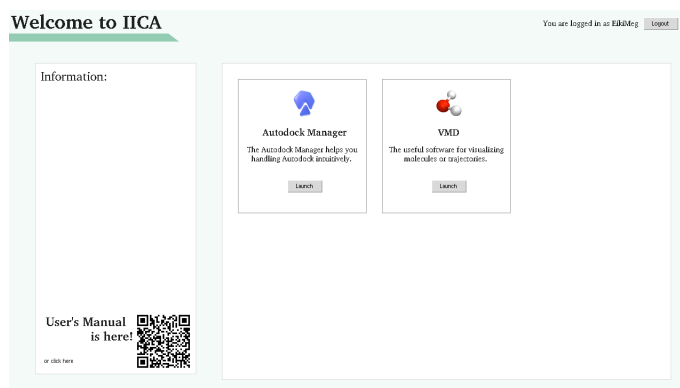 Welcome to IICA
You are logged in as EikiMeg
Logout
Information:
Autodock Manager
The Autodock Manager helps you
handling Autodock intuitively.
Launch
VMD
The useful software for visualizing
molecules or trajectories.
Launch
User's Manual
is here!
or click here